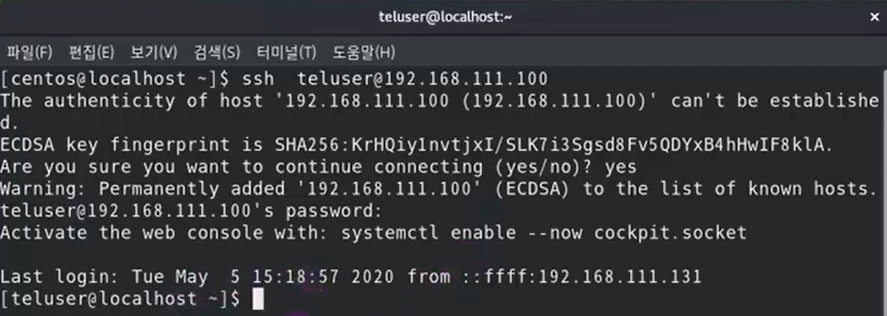 teluser@localhost:~ ×
파일(F) 편집(E) 보기(V) 검색(S) 터미널(T) 도움말(H)
[centos@localhost ~]$ ssh  teluser@192.168.111.100
The authenticity of host '192.168.111.100 (192.168.111.100)' can't be establishe
d.
ECDSA key fingerprint is SHA256:KrHQiy1nvtjxI/SLK7i3Sgsd8Fv5QDYxB4hHwIF8klA.
Are you sure you want to continue connecting (yes/no)? yes
Warning: Permanently added '192.168.111.100' (ECDSA) to the list of known hosts.
teluser@192.168.111.100's password:
Activate the web console with: systemctl enable --now cockpit.socket
Last login: Tue May  5 15:18:57 2020 from ::ffff:192.168.111.131
[teluser@localhost ~]$